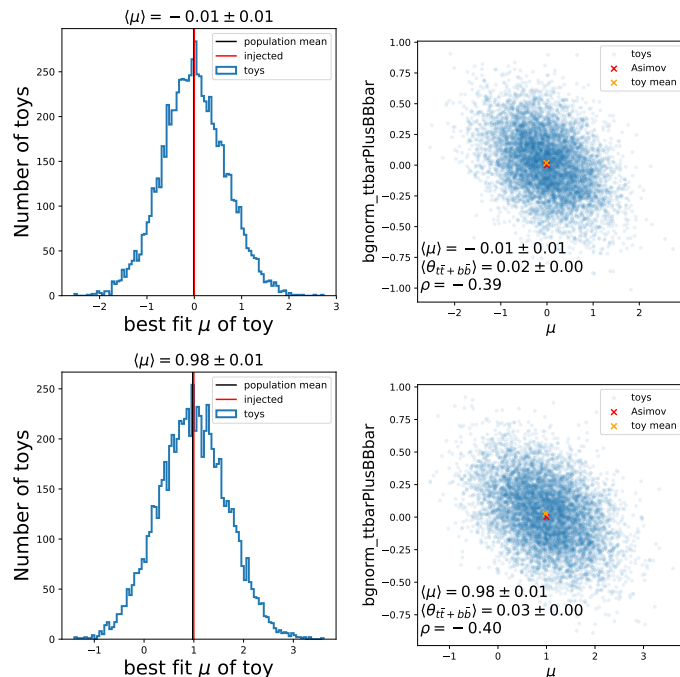 ⟨μ⟩ = − 0.01 ± 0.01
population mean
injected
toys
Number of toys
250
200
150
100
50
0
−2
−1
0
1
2
3
best fit μ of toy
toys
Asimov
toy mean
bgnorm_ttbarPlusBBbar
1.00
0.75
0.50
0.25
0.00
−0.25
−0.50
−0.75
−1.00
⟨μ⟩ = − 0.01 ± 0.01
⟨θtt̄ + bb̄⟩ = 0.02 ± 0.00
ρ = − 0.39
−2
−1
0
1
2
μ
⟨μ⟩ = 0.98 ± 0.01
population mean
injected
toys
Number of toys
250
200
150
100
50
0
−1
0
1
2
3
best fit μ of toy
toys
Asimov
toy mean
bgnorm_ttbarPlusBBbar
1.00
0.75
0.50
0.25
0.00
−0.25
−0.50
−0.75
⟨μ⟩ = 0.98 ± 0.01
⟨θtt̄ + bb̄⟩ = 0.03 ± 0.00
ρ = − 0.40
−1
0
1
2
3
μ